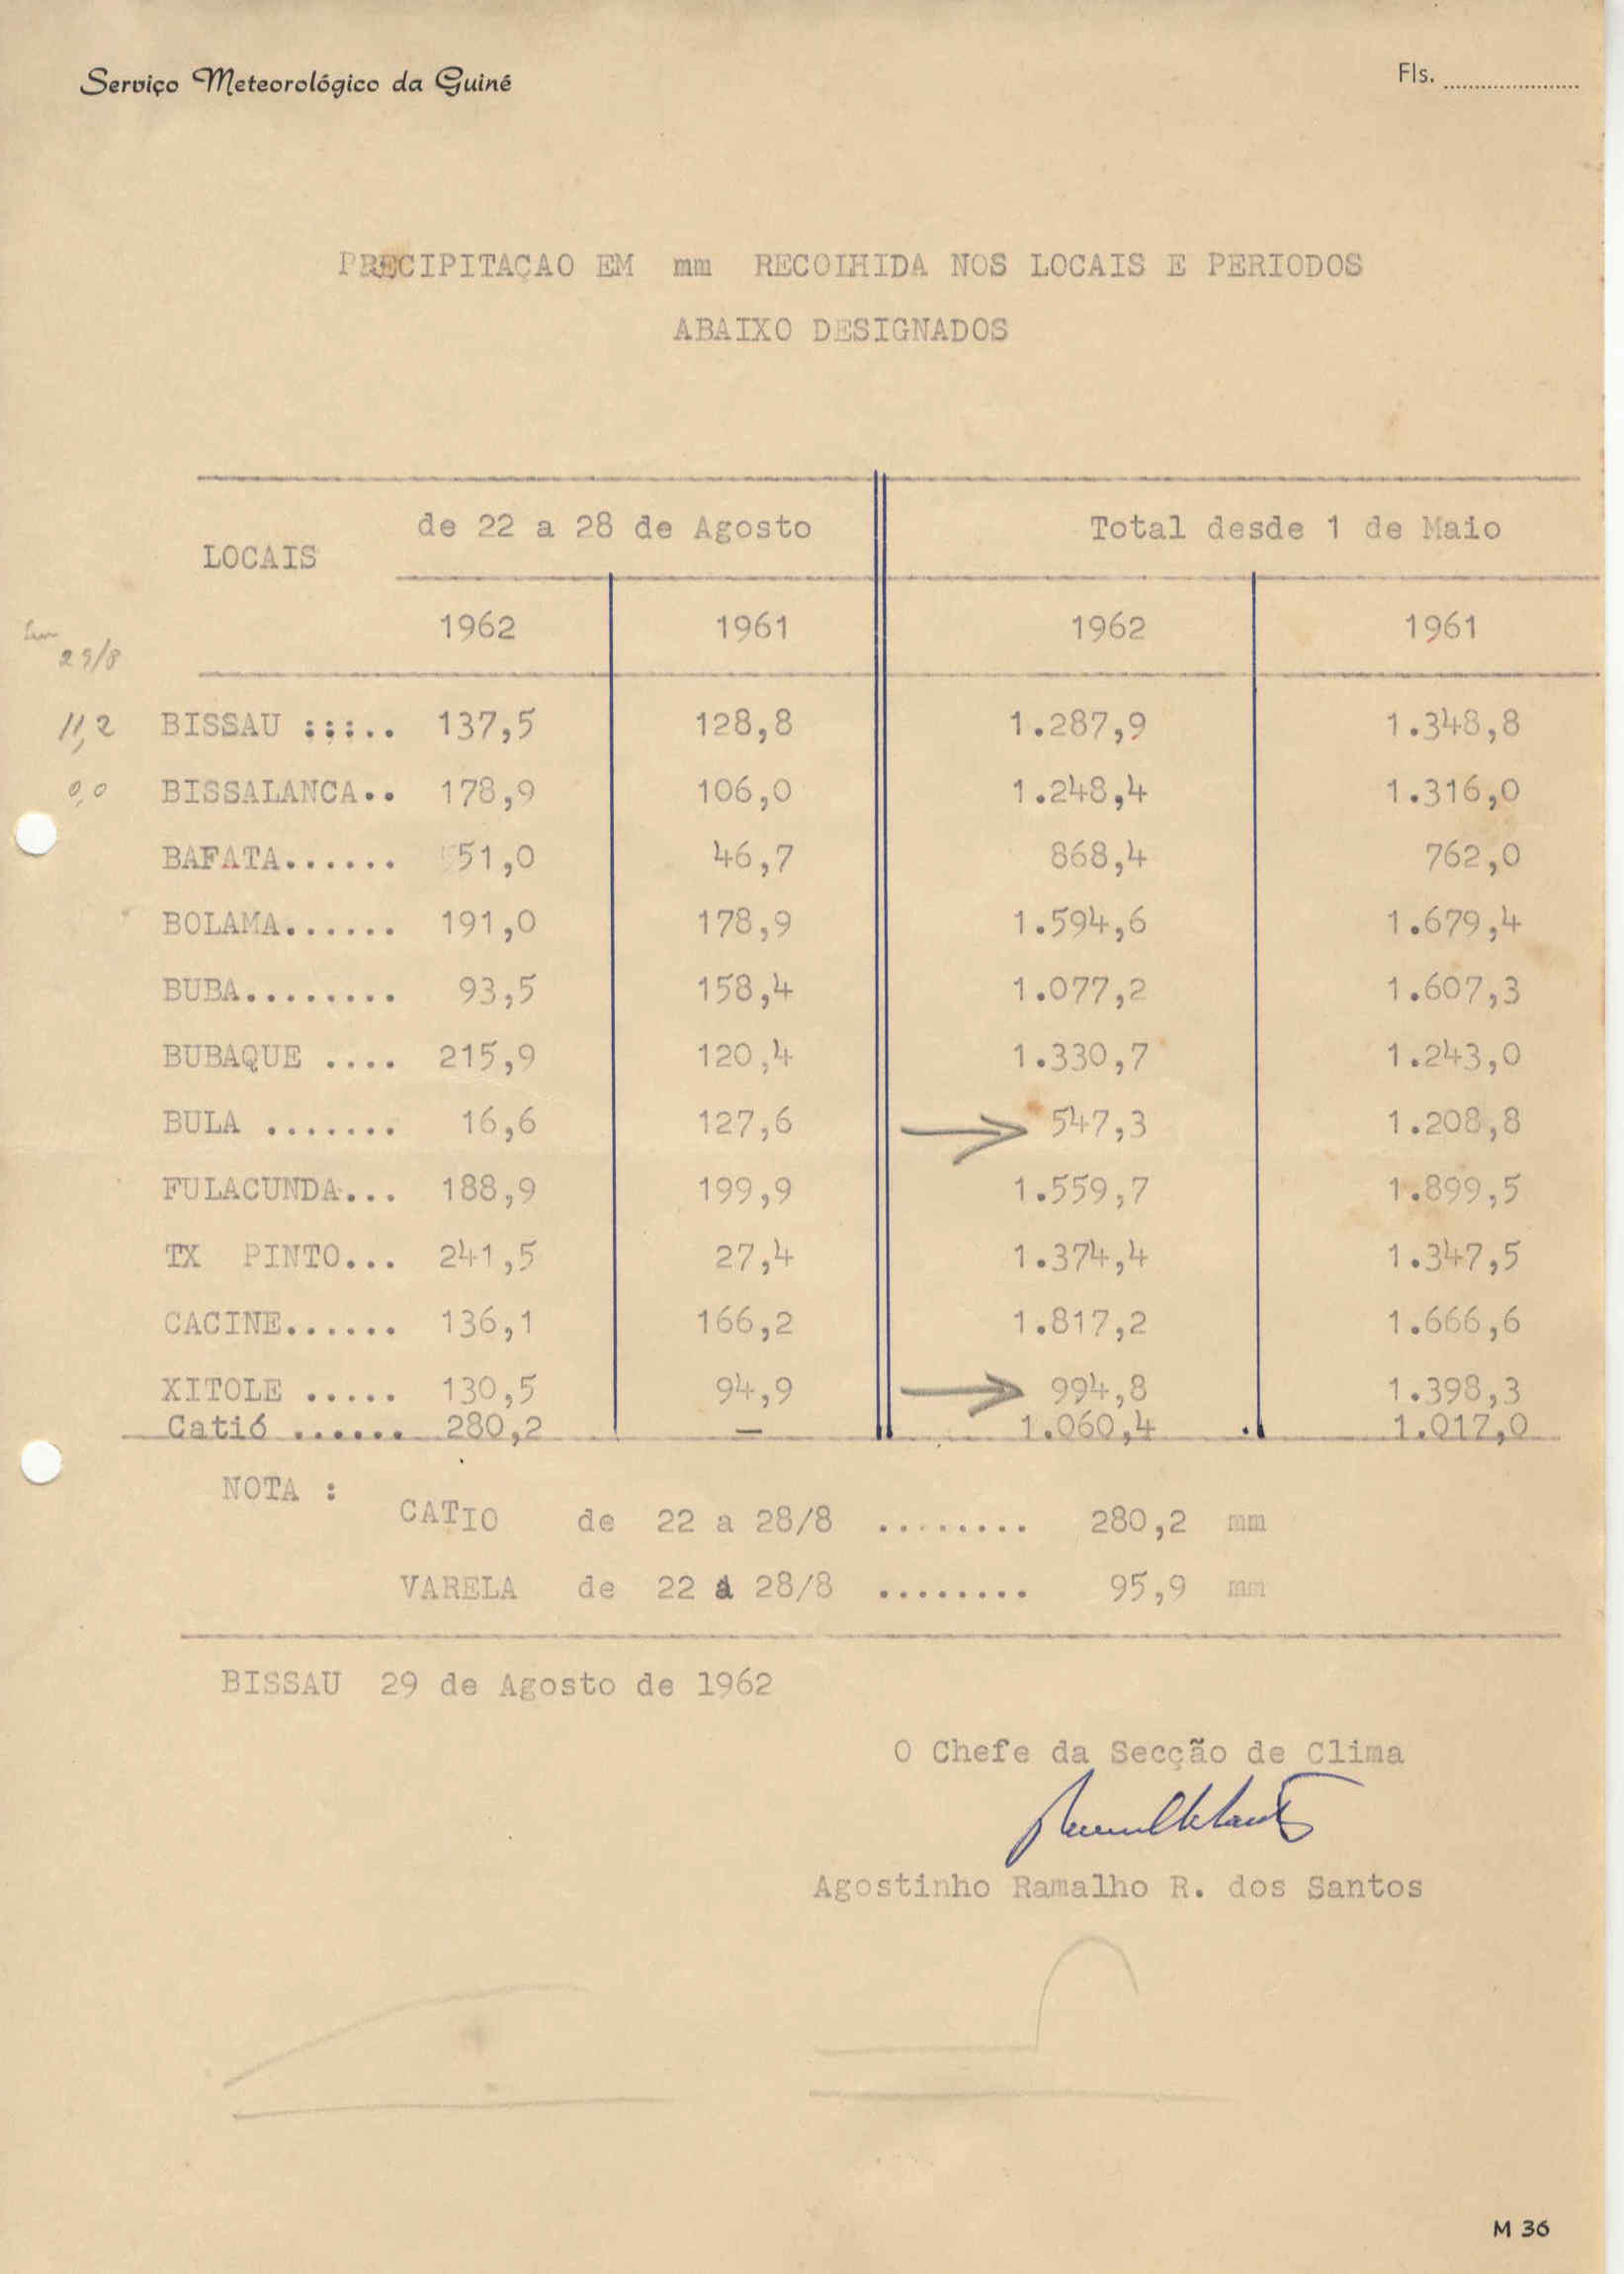 Serviço Meteorológico da Guiné
Fls. ......................
PRECIPITAÇAO EM mm RECOLHIDA NOS LOCAIS E PERIODOS
ABAIXO DESIGNADOS
LOCAIS de 22 a 28 de Agosto Total desde 1 de Maio
1962 1961 1962 1961
29/8
11,2 BISSAU :::.. 137,5 128,8 1.287,9 1.348,8
0,0 BISSALANCA.. 178,9 106,0 1.248,4 1.316,0
BAFATA...... 51,0 46,7 868,4 762,0
BOLAMA...... 191,0 178,9 1.594,6 1.679,4
BUBA........ 93,5 158,4 1.077,2 1.607,3
BUBAQUE .... 215,9 120,4 1.330,7 1.243,0
BULA ....... 16,6 127,6 547,3 1.208,8
FULACUNDA... 188,9 199,9 1.559,7 1.899,5
TX PINTO... 241,5 27,4 1.374,4 1.347,5
CACINE...... 136,1 166,2 1.817,2 1.666,6
XITOLE ..... 130,5 94,9 994,8 1.398,3
Catió ...... 280,2 — 1.060,4 1.017,0
NOTA :
CATIO de 22 a 28/8 ........ 280,2 mm
VARELA de 22 a 28/8 ........ 95,9 mm
BISSAU 29 de Agosto de 1962
O Chefe da Secção de Clima
Agostinho Ramalho R. dos Santos
M 36